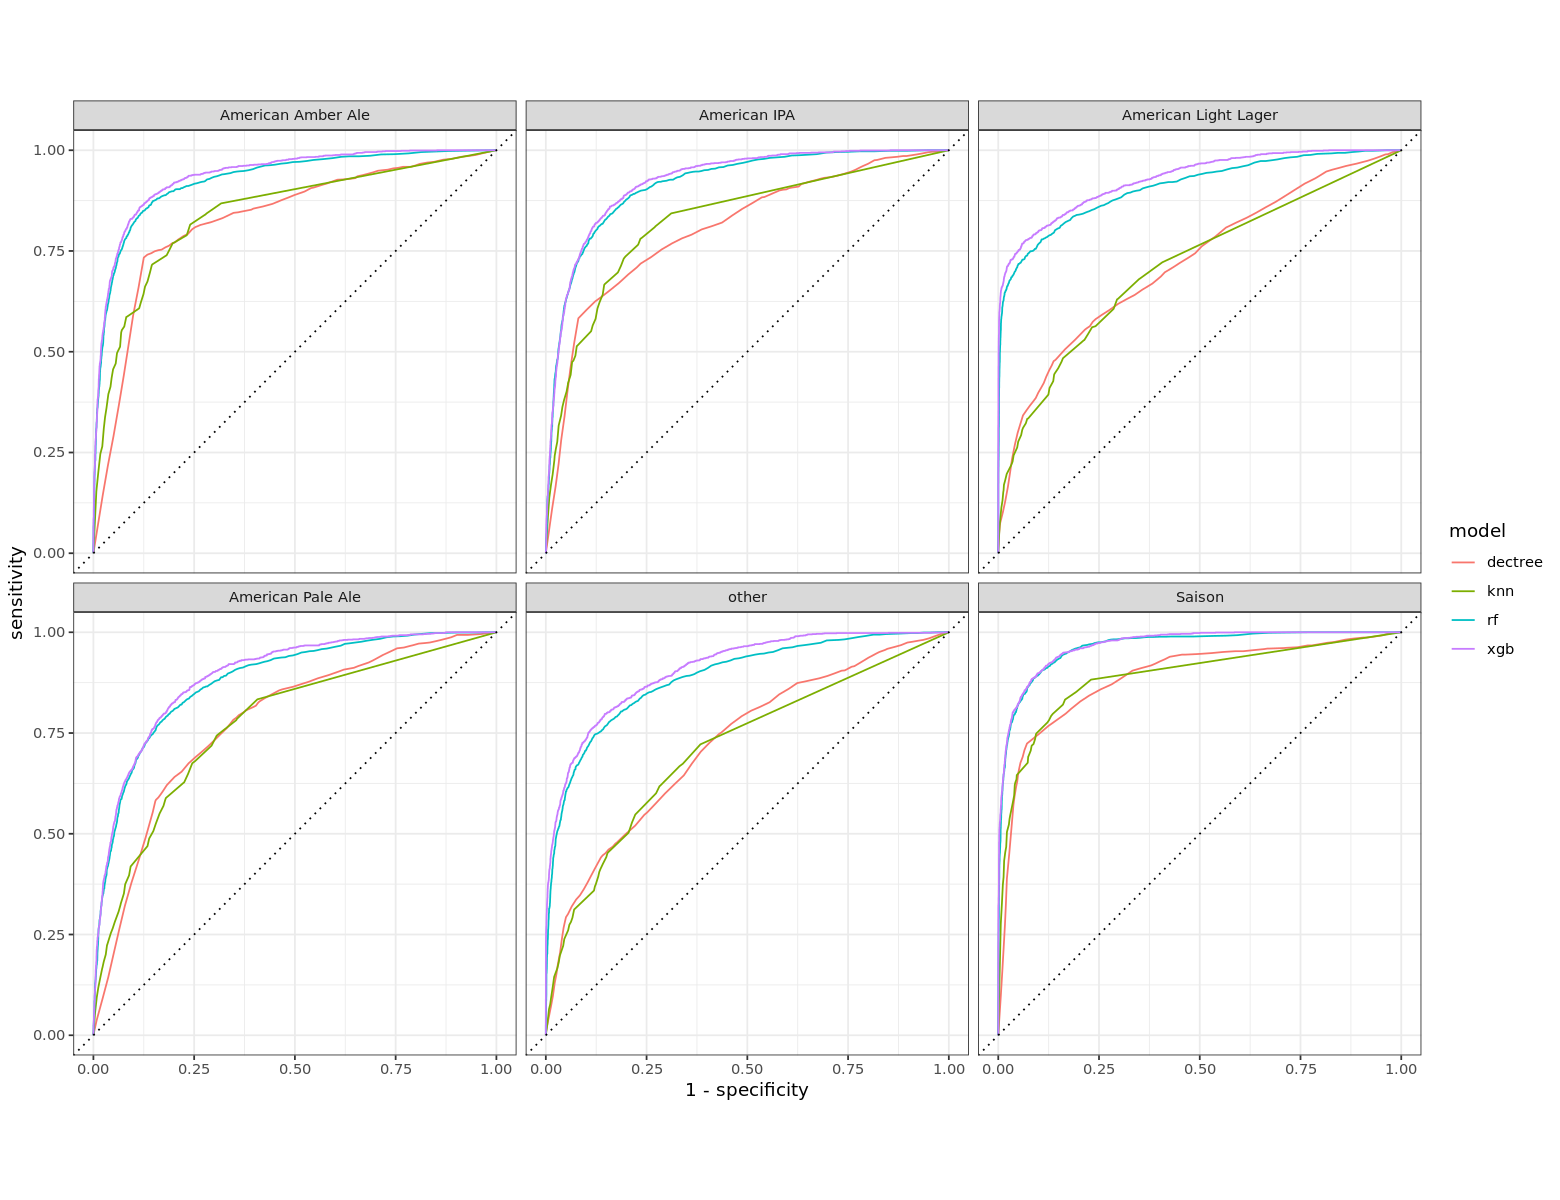 American Amber Ale American IPA American Light Lager
1.00
0.75
0.50
0.25
0.00
American Pale Ale other Saison
1.00
0.75
0.50
0.25
0.00
0.00 0.25 0.50 0.75 1.00 0.00 0.25 0.50 0.75 1.00 0.00 0.25 0.50 0.75 1.00
1 - specificity
sensitivity
model
dectree
knn
rf
xgb